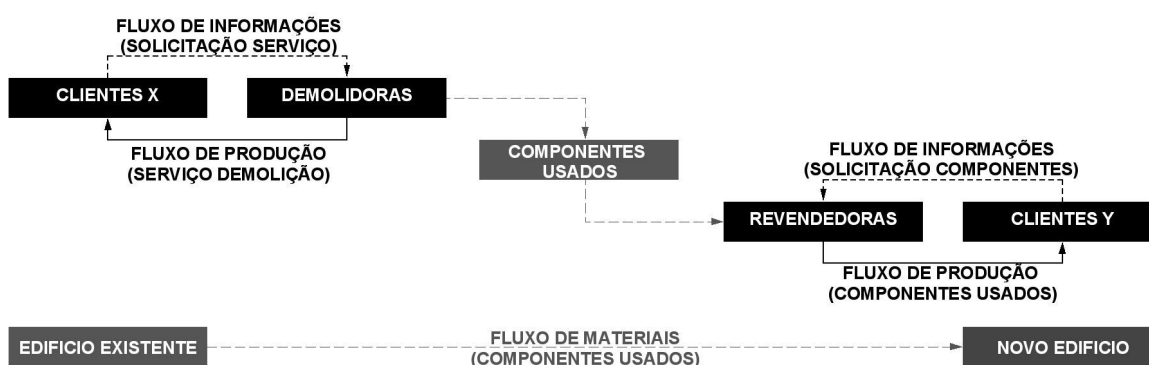 FLUXO DE INFORMAÇÕES
(SOLICITAÇÃO SERVIÇO)
CLIENTES X
DEMOLIDORAS
FLUXO DE PRODUÇÃO
(SERVIÇO DEMOLIÇÃO)
COMPONENTES
USADOS
FLUXO DE INFORMAÇÕES
(SOLICITAÇÃO COMPONENTES)
REVENDEDORAS
CLIENTES Y
FLUXO DE PRODUÇÃO
(COMPONENTES USADOS)
EDIFICIO EXISTENTE
FLUXO DE MATERIAIS
(COMPONENTES USADOS)
NOVO EDIFICIO